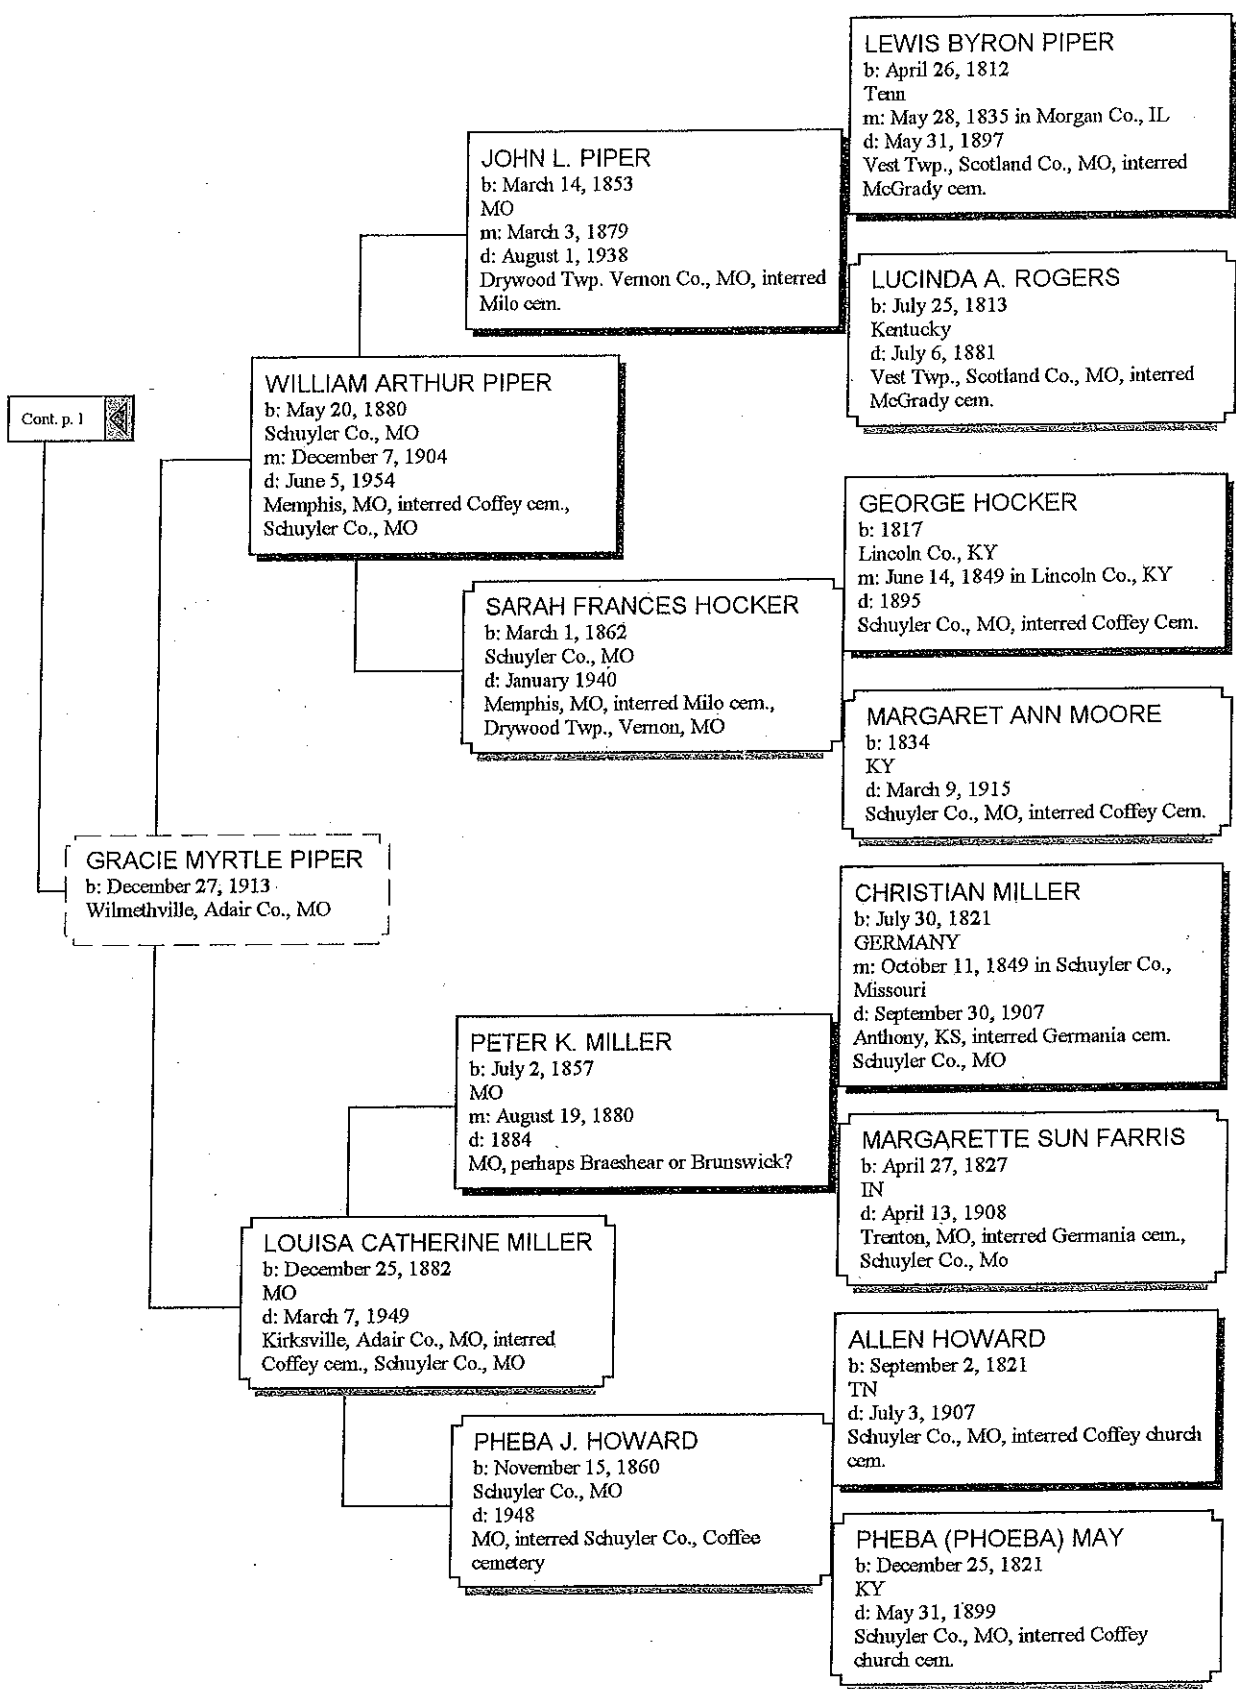 LEWIS BYRON PIPER
b: April 26, 1812
Tenn
m: May 28, 1835 in Morgan Co., IL
d: May 31, 1897
Vest Twp., Scotland Co., MO, interred
McGrady cem.
JOHN L. PIPER
b: March 14, 1853
MO
m: March 3, 1879
d: August 1, 1938
Drywood Twp. Vernon Co., MO, interred
Milo cem.
LUCINDA A. ROGERS
b: July 25, 1813
Kentucky
d: July 6, 1881
Vest Twp., Scotland Co., MO, interred
McGrady cem.
WILLIAM ARTHUR PIPER
b: May 20, 1880
Schuyler Co., MO
m: December 7, 1904
d: June 5, 1954
Memphis, MO, interred Coffey cem.,
Schuyler Co., MO
Cont. p. 1
GEORGE HOCKER
b: 1817
Lincoln Co., KY
m: June 14, 1849 in Lincoln Co., KY
d: 1895
Schuyler Co., MO, interred Coffey Cem.
SARAH FRANCES HOCKER
b: March 1, 1862
Schuyler Co., MO
d: January 1940
Memphis, MO, interred Milo cem.,
Drywood Twp., Vernon, MO
MARGARET ANN MOORE
b: 1834
KY
d: March 9, 1915
Schuyler Co., MO, interred Coffey Cem.
GRACIE MYRTLE PIPER
b: December 27, 1913
Wilmethville, Adair Co., MO
CHRISTIAN MILLER
b: July 30, 1821
GERMANY
m: October 11, 1849 in Schuyler Co.,
Missouri
d: September 30, 1907
Anthony, KS, interred Germania cem.
Schuyler Co., MO
PETER K. MILLER
b: July 2, 1857
MO
m: August 19, 1880
d: 1884
MO, perhaps Braeshear or Brunswick?
MARGARETTE SUN FARRIS
b: April 27, 1827
IN
d: April 13, 1908
Trenton, MO, interred Germania cem.,
Schuyler Co., Mo
LOUISA CATHERINE MILLER
b: December 25, 1882
MO
d: March 7, 1949
Kirksville, Adair Co., MO, interred
Coffey cem., Schuyler Co., MO
ALLEN HOWARD
b: September 2, 1821
TN
d: July 3, 1907
Schuyler Co., MO, interred Coffey church
cem.
PHEBA J. HOWARD
b: November 15, 1860
Schuyler Co., MO
d: 1948
MO, interred Schuyler Co., Coffee
cemetery
PHEBA (PHOEBA) MAY
b: December 25, 1821
KY
d: May 31, 1899
Schuyler Co., MO, interred Coffey
church cem.